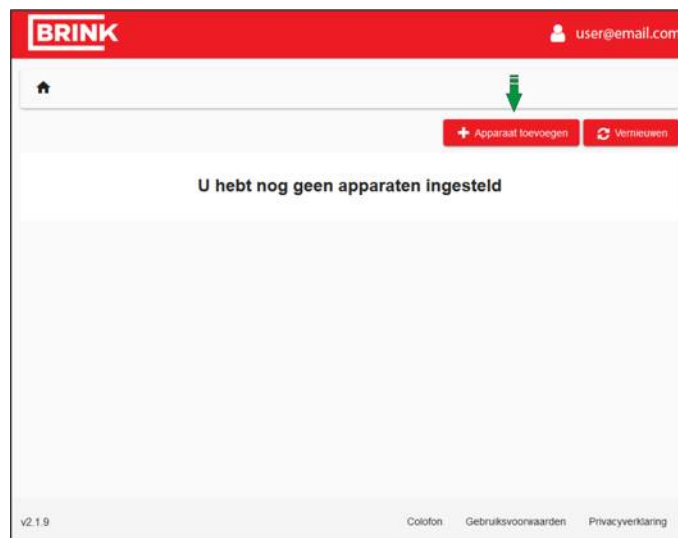 BRINK
user@email.com
Apparaat toevoegen
Vernieuwen
U hebt nog geen apparaten ingesteld
v2.1.9
Colofon Gebruiksvoorwaarden Privacyverklaring